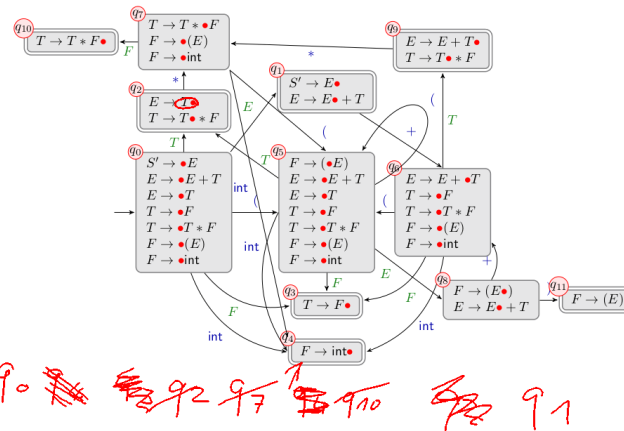 q10
q7
T → T * •F
F → •(E)
F → •int
T → T * F•
F
q9
E → E + T•
T → T• * F
*
q1
S′ → E•
E → E• + T
*
q2
E → T•
T → T• * F
E
(
(
+
T
T
q0
S′ → •E
E → •E + T
E → •T
T → •F
T → •T * F
F → •(E)
F → •int
T
int
(
int
q5
F → (•E)
E → •E + T
E → •T
T → •F
T → •T * F
F → •(E)
F → •int
(
q6
E → E + •T
T → •F
T → •T * F
F → •(E)
F → •int
F
E
+
q8
F → (E•)
E → E• + T
)
q11
F → (E)
q3
T → F•
F
F
int
int
q4
F → int•
q0 q2 q7 q10 q1